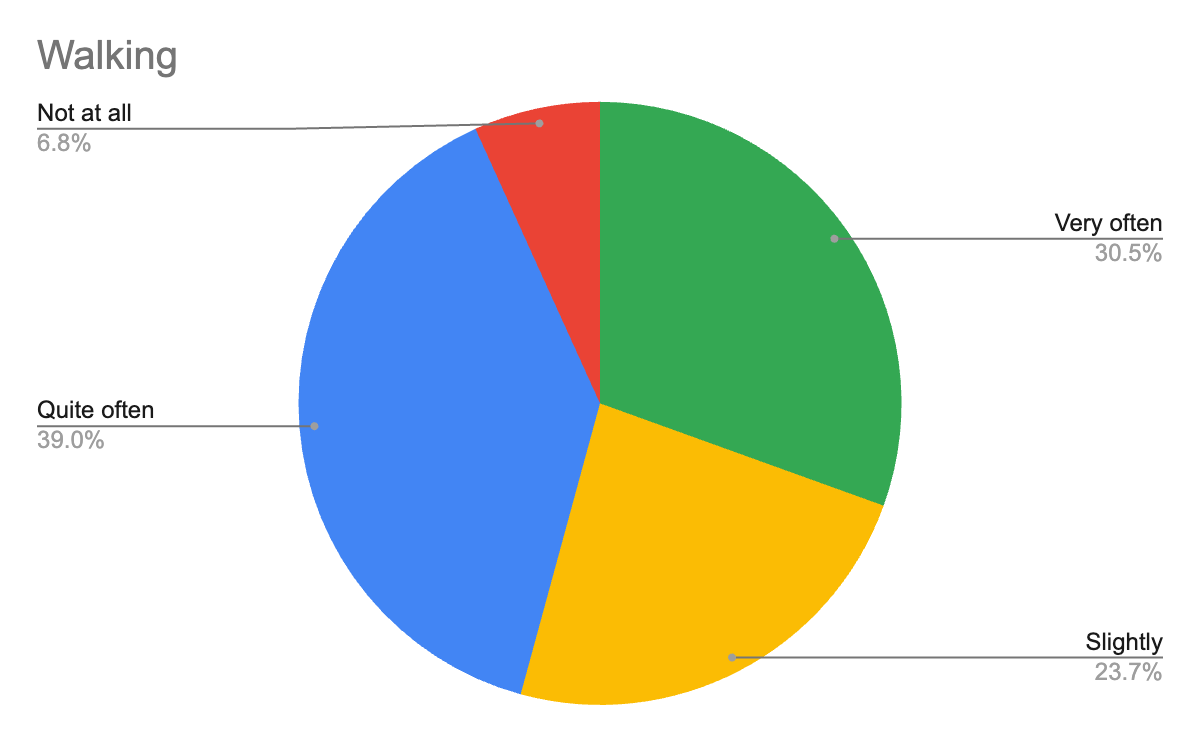 Walking
Not at all
6.8%
Very often
30.5%
Quite often
39.0%
Slightly
23.7%